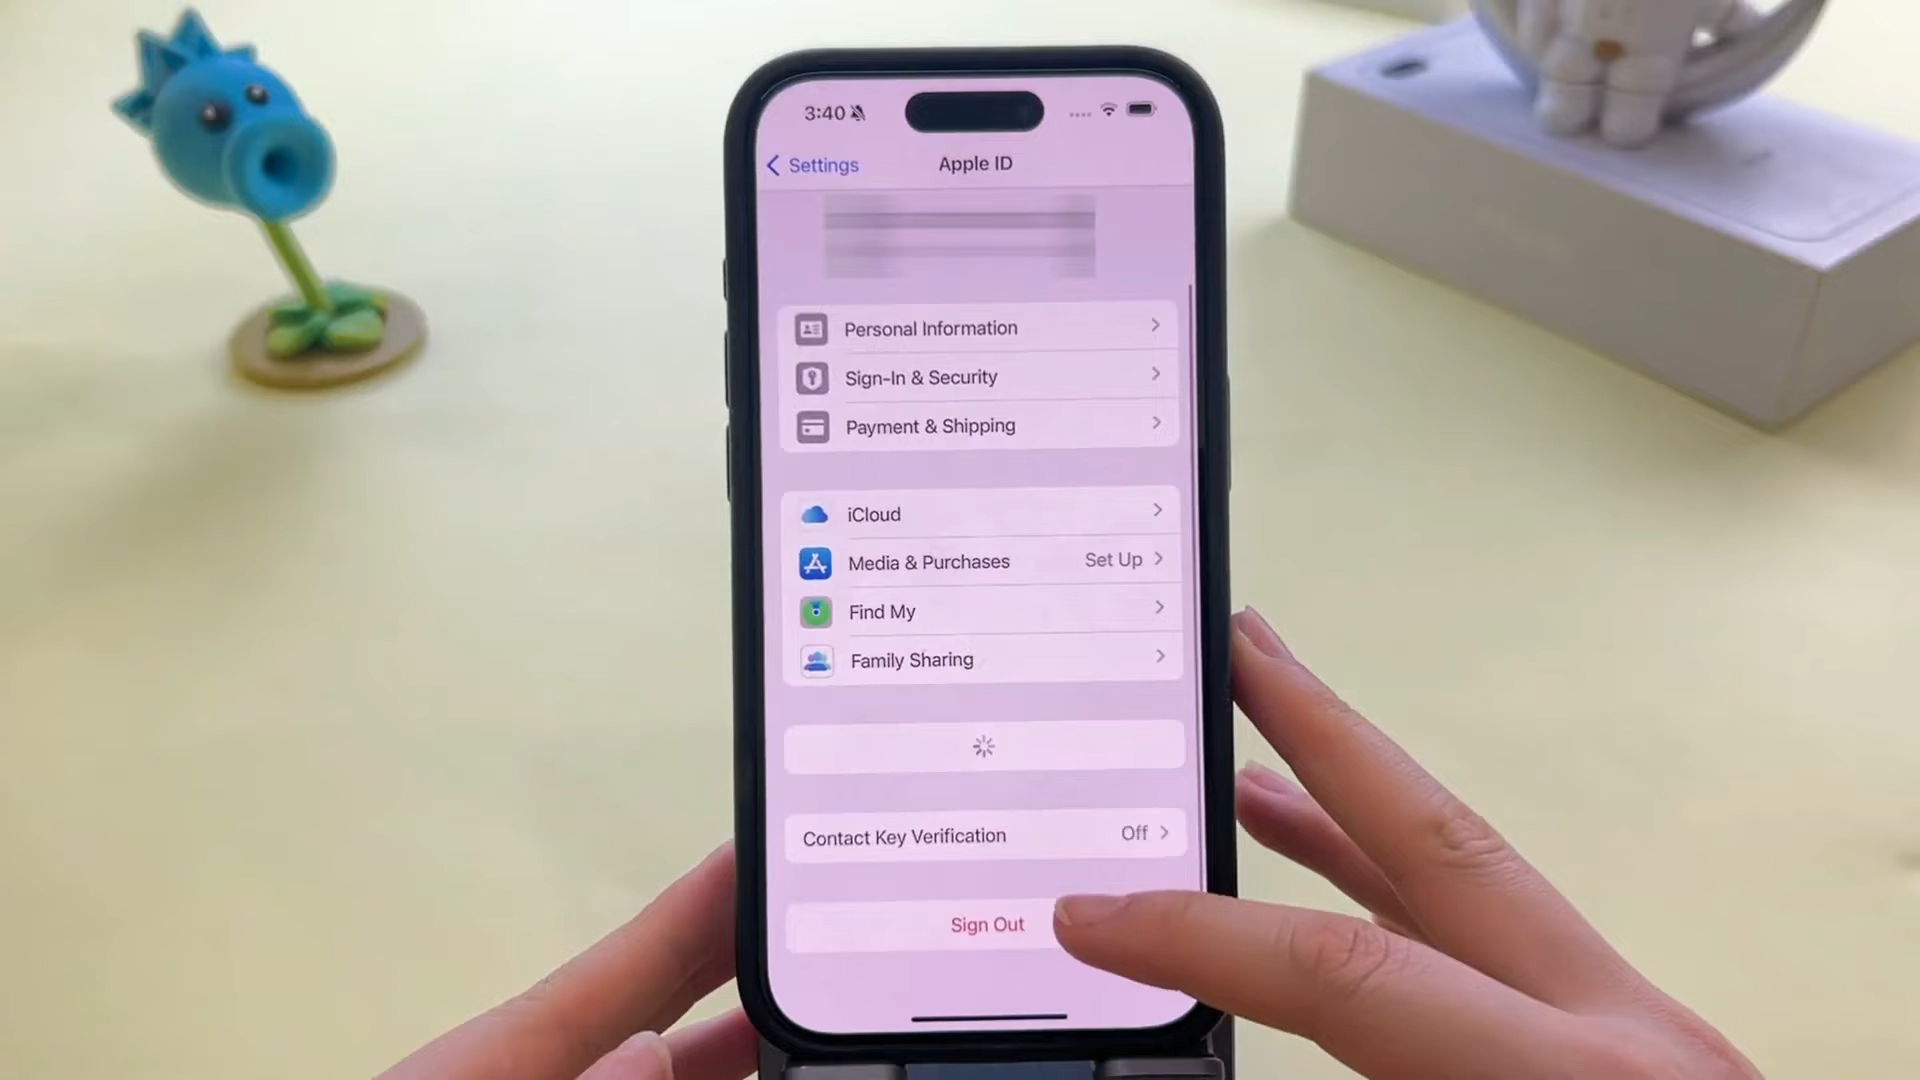 3:40
Settings
Apple ID
Personal Information
Sign-In & Security
Payment & Shipping
iCloud
Media & Purchases Set Up
Find My
Family Sharing
Contact Key Verification Off
Sign Out